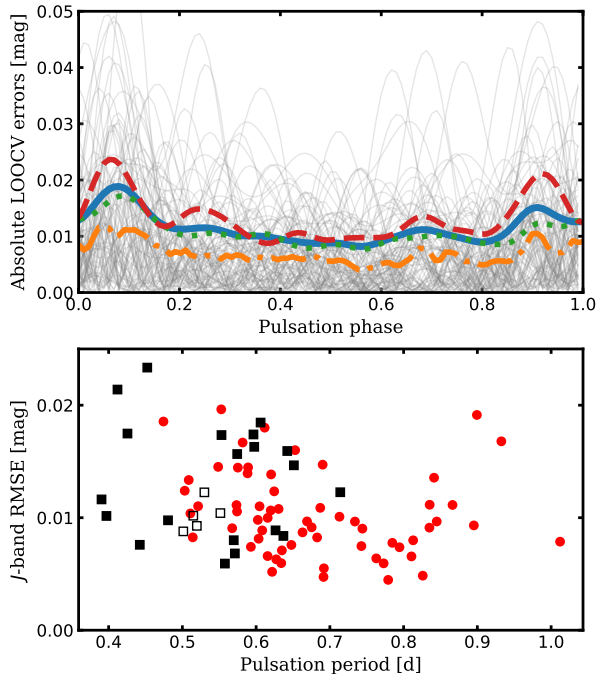 Absolute LOOCV errors [mag]
0.05
0.04
0.03
0.02
0.01
0.00
0.0 0.2 0.4 0.6 0.8 1.0
Pulsation phase
J-band RMSE [mag]
0.02
0.01
0.00
0.4 0.5 0.6 0.7 0.8 0.9 1.0
Pulsation period [d]